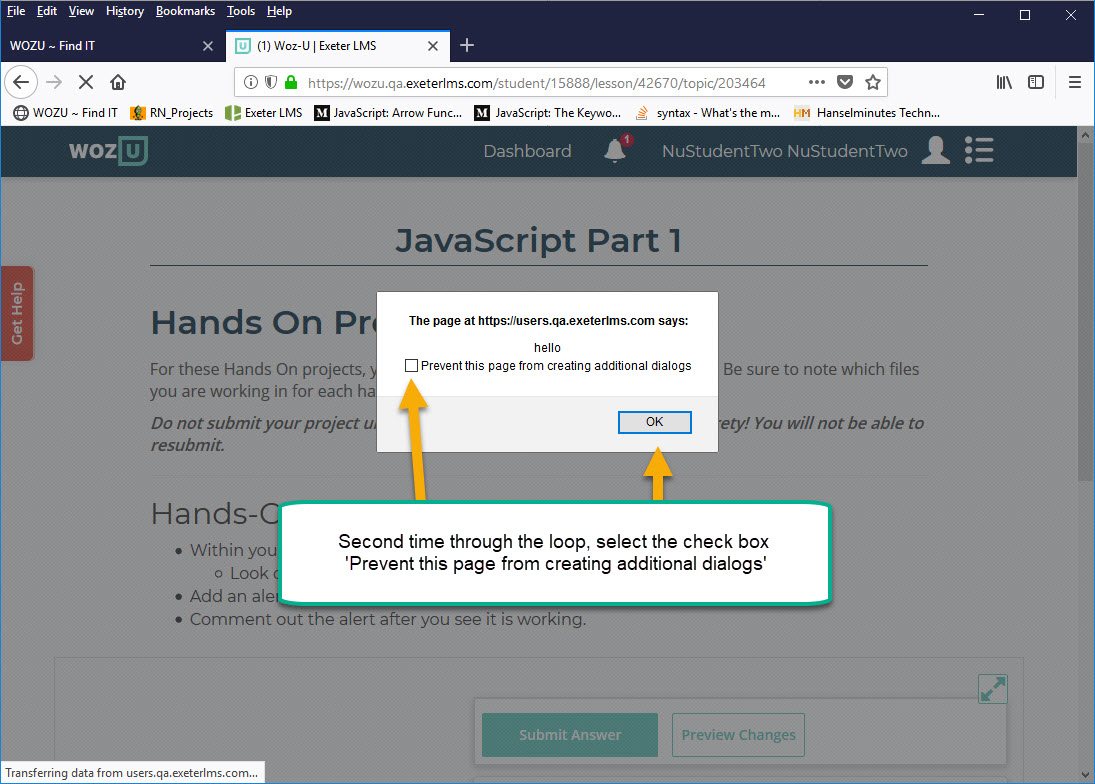 File Edit View History Bookmarks Tools Help
WOZU ~ Find IT
(1) Woz-U | Exeter LMS
https://wozu.qa.exeterlms.com/student/15888/lesson/42670/topic/203464
WOZU ~ Find IT RN_Projects Exeter LMS JavaScript: Arrow Func... JavaScript: The Keywo... syntax - What's the m... Hanselminutes Techn...
WOZ U Dashboard 1 NuStudentTwo NuStudentTwo
JavaScript Part 1
Get Help
Hands On Pr
The page at https://users.qa.exeterlms.com says:
hello
Prevent this page from creating additional dialogs
OK
For these Hands On projects, y Be sure to note which files
you are working in for each ha
Do not submit your project u rety! You will not be able to
resubmit.
Hands-O
Second time through the loop, select the check box
'Prevent this page from creating additional dialogs'
• Within you
Look
• Add an aler
• Comment out the alert after you see it is working.
Submit Answer Preview Changes
Transferring data from users.qa.exeterlms.com...